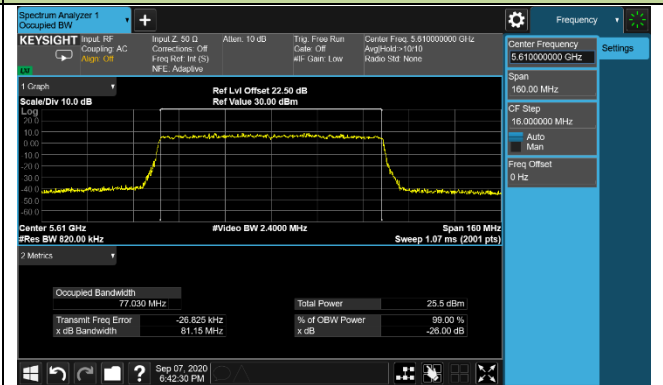 Spectrum Analyzer 1
Occupied BW
Frequency
KEYSIGHT
Input: RF
Coupling: AC
Align: Off
Input Z: 50 Ω
Corrections: Off
Freq Ref: Int (S)
NFE: Adaptive
Atten: 10 dB
Trig: Free Run
Gate: Off
#IF Gain: Low
Center Freq: 5.610000000 GHz
Avg|Hold:>10/10
Radio Std: None
LXI
Center Frequency
5.610000000 GHz
Settings
Span
160.00 MHz
CF Step
16.000000 MHz
Auto
Man
Freq Offset
0 Hz
1 Graph
Scale/Div 10.0 dB
Ref Lvl Offset 22.50 dB
Ref Value 30.00 dBm
Log
20.0
10.0
0.00
-10.0
-20.0
-30.0
-40.0
-50.0
-60.0
Center 5.61 GHz
#Res BW 820.00 kHz
#Video BW 2.4000 MHz
Span 160 MHz
Sweep 1.07 ms (2001 pts)
2 Metrics
Occupied Bandwidth
77.030 MHz
Total Power 25.5 dBm
Transmit Freq Error -26.825 kHz
% of OBW Power 99.00 %
x dB Bandwidth 81.15 MHz
x dB -26.00 dB
Sep 07, 2020
6:42:30 PM